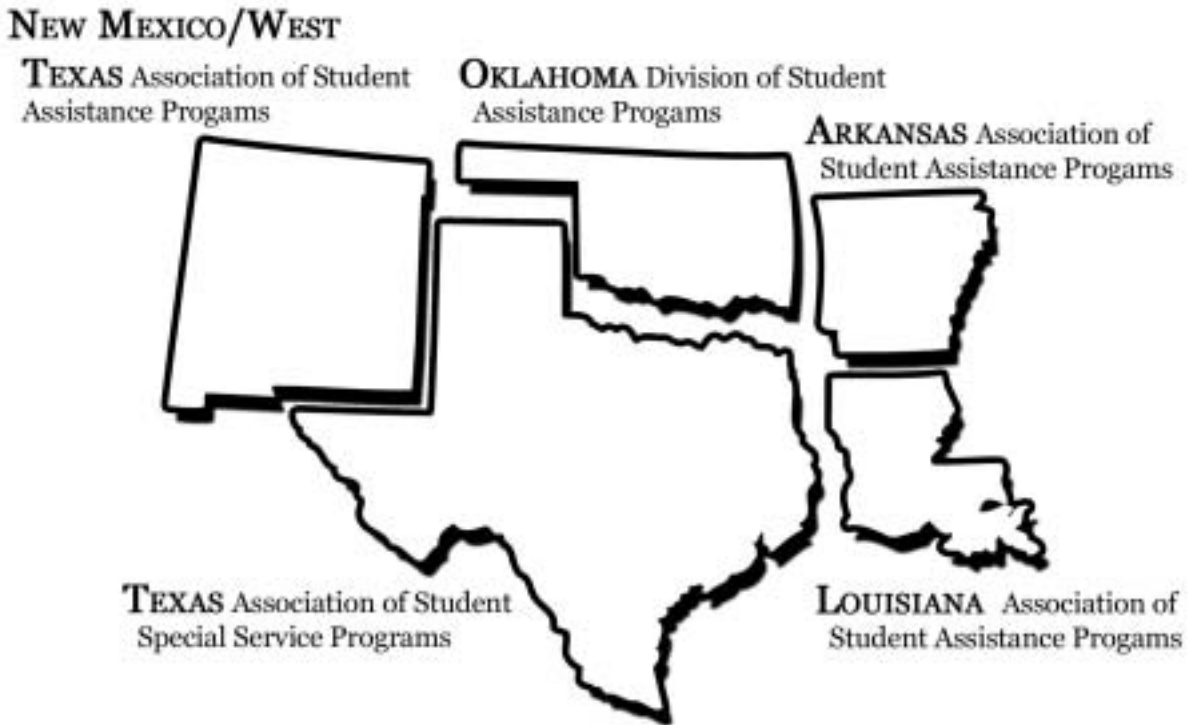 NEW MEXICO/WEST
TEXAS Association of Student
Assistance Progams
OKLAHOMA Division of Student
Assistance Progams
ARKANSAS Association of
Student Assistance Progams
TEXAS Association of Student
Special Service Programs
LOUISIANA Association of
Student Assistance Progams